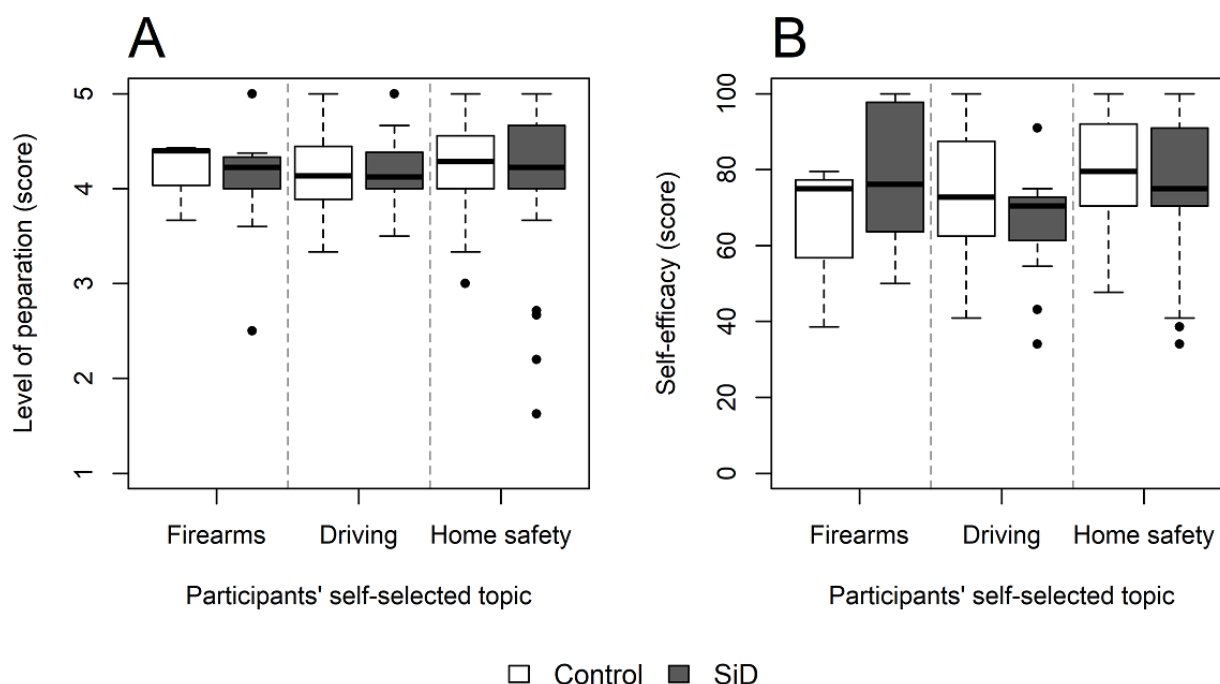 A
B
Level of peparation (score)
5
4
3
2
1
Firearms Driving Home safety
Participants' self-selected topic
Self-efficacy (score)
100
80
60
40
20
0
Firearms Driving Home safety
Participants' self-selected topic
Control SiD